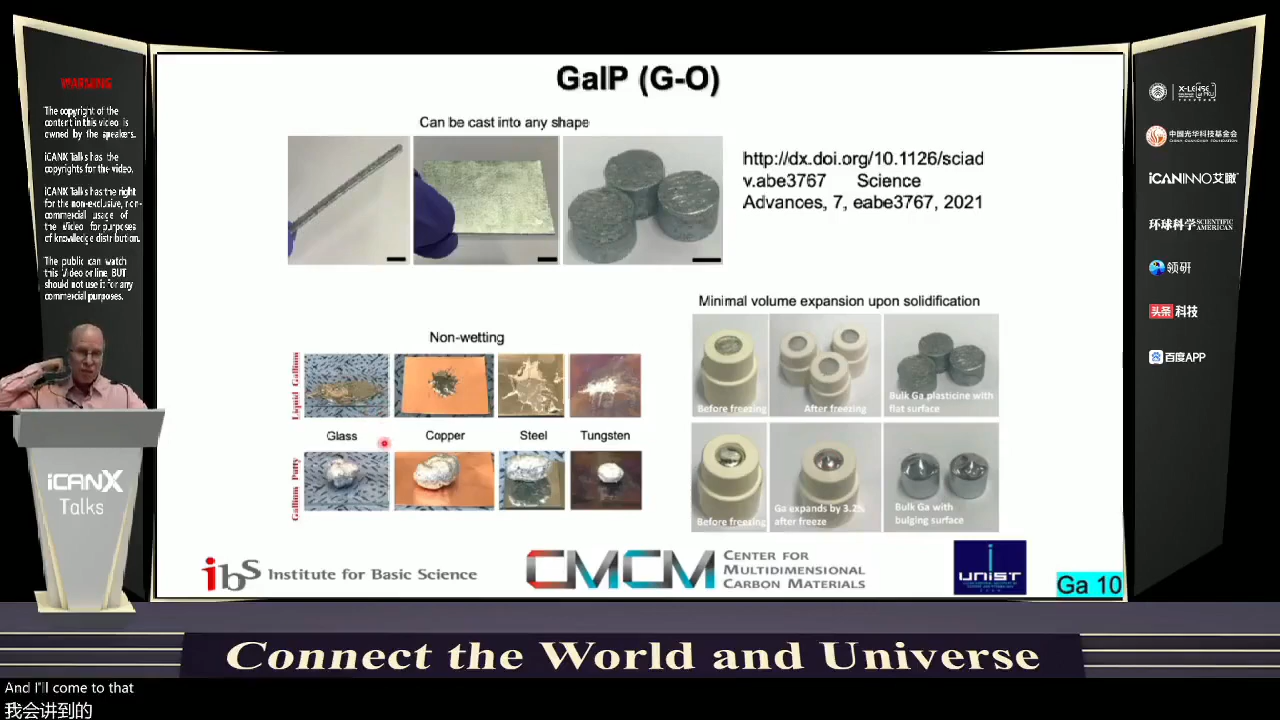 WARNING
The copyright of the
content in this video is
owned by the speakers.
iCANX Talks has the
copyrights for the video.
iCANX Talks has the right
for the non-exclusive, non-
commercial usage of
the Video for purposes
of knowledge distribution.
The public can watch
this Video online, BUT
should not use it for any
commercial purposes.
iCANX
Talks
GalP (G-O)
Can be cast into any shape
http://dx.doi.org/10.1126/sciad
v.abe3767 Science
Advances, 7, eabe3767, 2021
Non-wetting
Liquid Gallium
Glass Copper Steel Tungsten
Gallium Putty
Minimal volume expansion upon solidification
Before freezing
After freezing
Bulk Ga plasticine with
flat surface
Before freezing
Ga expands by 3.2%
after freeze
Bulk Ga with
bulging surface
ibS Institute for Basic Science
CMCM CENTER FOR
MULTIDIMENSIONAL
CARBON MATERIALS
UNIST
Ga 10
X-LENSE
中国光华科技基金会
iCANINNO艾瞰
环球科学 SCIENTIFIC
AMERICAN
领研
头条 科技
百度APP
Connect the World and Universe
And I'll come to that
我会讲到的